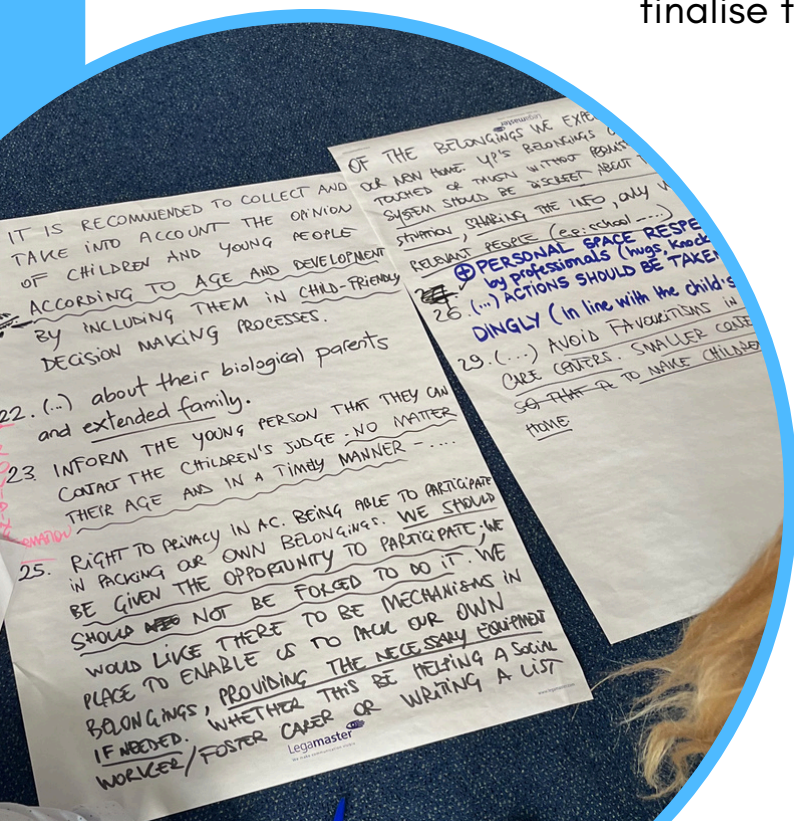 finalise t
IT IS RECOMMENDED TO COLLECT AND
TAKE INTO ACCOUNT THE OPINION
OF CHILDREN AND YOUNG PEOPLE
ACCORDING TO AGE AND DEVELOPMENT
BY INCLUDING THEM IN CHILD-FRIENDLY
DECISION MAKING PROCESSES.
22. (...) about their biological parents
and extended family.
23 INFORM THE YOUNG PERSON THAT THEY CAN
CONTACT THE CHILDREN'S JUDGE - NO MATTER
THEIR AGE AND IN A TIMELY MANNER - ....
25. RIGHT TO PRIVACY IN AC. BEING ABLE TO PARTICIPATE
IN PACKING OUR OWN BELONGINGS. WE SHOULD
BE GIVEN THE OPPORTUNITY TO PARTICIPATE, WE
SHOULD NOT BE FORCED TO DO IT. WE
WOULD LIKE THERE TO BE MECHANISMS IN
PLACE TO ENABLE US TO PACK OUR OWN
BELONGINGS, PROVIDING THE NECESSARY EQUIPMENT
IF NEEDED. WHETHER THIS BE HELPING A SOCIAL
WORKER/FOSTER CARER OR WRITING A LIST
Legamaster
Legamaster
OF THE BELONGINGS WE EXPE
OUR NEW HOME. YP'S BELONGINGS
TOUCHED OR TAKEN WITHOUT
SYSTEM SHOULD BE DISCREET ABOUT
SITUATION, SHARING THE INFO, ONLY
RELEVANT PEOPLE (e.g.: school ....)
+ PERSONAL SPACE RESPE
by professionals (hugs, knock
26. (...) ACTIONS SHOULD BE TAKEN
DINGLY (in line with the child's
29. (...) AVOID FAVOURITISMS IN
CARE CENTERS. SMALLER
SO THAT TO MAKE CHILDRE
HOME